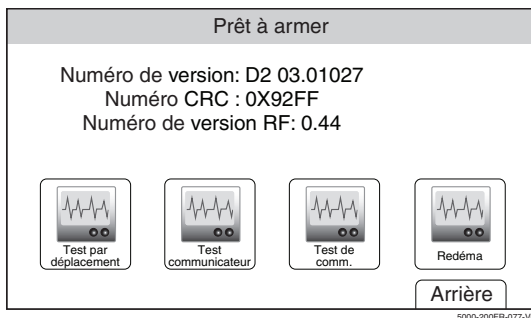 Prêt à armer
Numéro de version: D2 03.01027
Numéro CRC : 0X92FF
Numéro de version RF: 0.44
Test par
déplacement
Test
communicateur
Test de
comm.
Redéma
Arrière